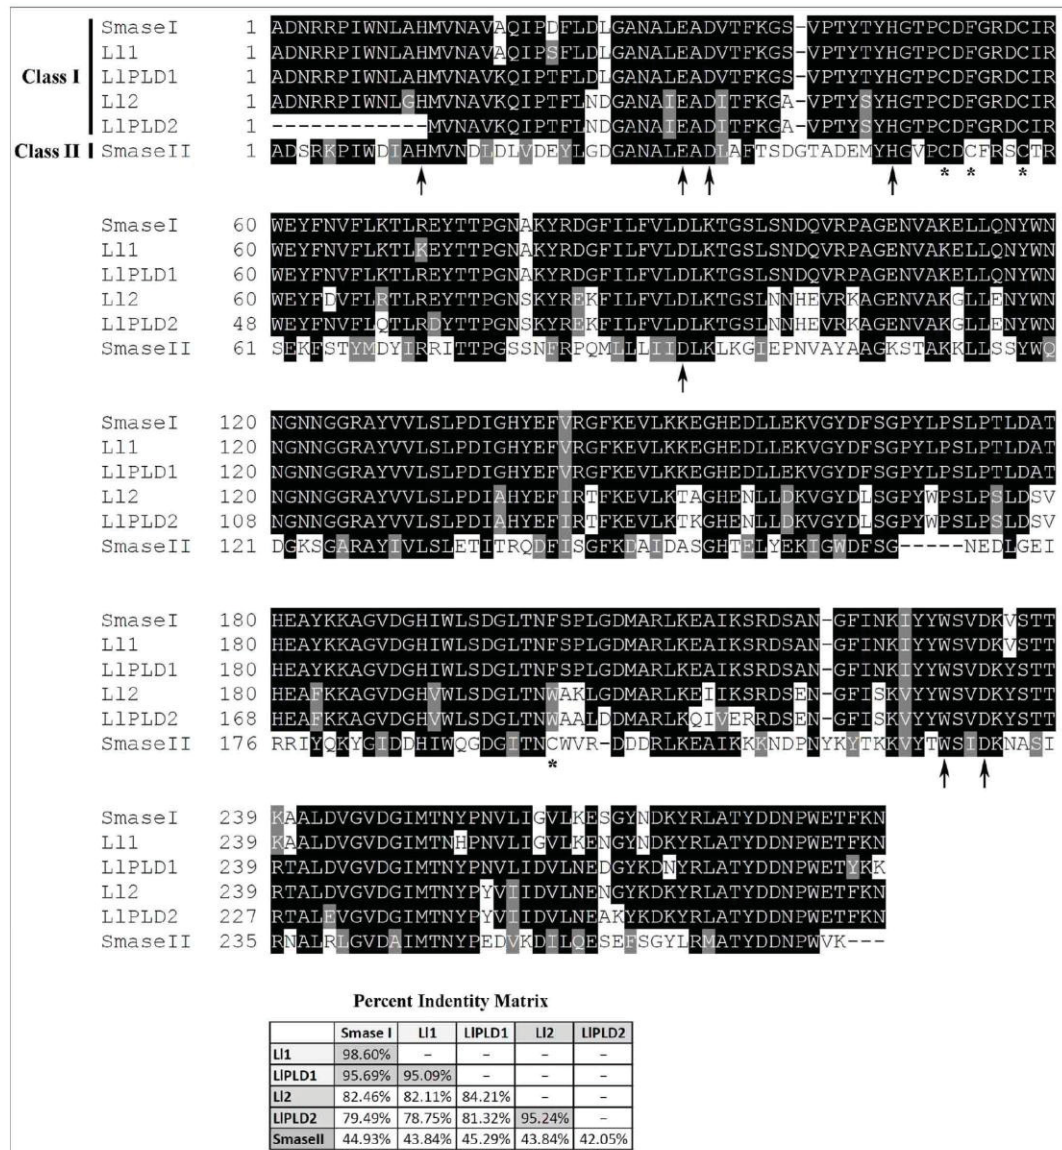 Class I
SmaseI 1 ADNRRPIWNLAHMVNAVAQIPDFLDLGANALEADVTFKGS-VPTYTYHGTPCDFGRDCIR
Ll1 1 ADNRRPIWNLAHMVNAVAQIPSFLDLGANALEADVTFKGS-VPTYTYHGTPCDFGRDCIR
LlPLD1 1 ADNRRPIWNLAHMVNAVKQIPTFLDLGANALEADVTFKGS-VPTYTYHGTPCDFGRDCIR
Ll2 1 ADNRRPIWNLGHMVNAVKQIPTFLNDGANAIEADITFKGA-VPTYSYHGTPCDFGRDCIR
LlPLD2 1 ------------MVNAVKQIPTFLNDGANAIEADITFKGA-VPTYSYHGTPCDFGRDCIR
Class II SmaseII 1 ADSRKPIWDIAHMVNDLDLVDEYLGDGANALEADLAFTSDGTADEMYHGVPCDCFRSCTR
* * *
SmaseI 60 WEYFNVFLKTLREYTTPGNAKYRDGFILFVLDLKTGSLSNDQVRPAGENVAKELLQNYWN
Ll1 60 WEYFNVFLKTLKEYTTPGNAKYRDGFILFVLDLKTGSLSNDQVRPAGENVAKELLQNYWN
LlPLD1 60 WEYFNVFLKTLREYTTPGNAKYRDGFILFVLDLKTGSLSNDQVRPAGENVAKELLQNYWN
Ll2 60 WEYFDVFLRTLREYTTPGNSKYREKFILFVLDLKTGSLNNHEVRKAGENVAKGLLENYWN
LlPLD2 48 WEYFNVFLQTLRDYTTPGNSKYREKFILFVLDLKTGSLNNHEVRKAGENVAKGLLENYWN
SmaseII 61 SEKFSTYMDYIRRITTPGSSNFRPQMLLLIIDLKLKGIEPNVAYAAGKSTAKKLLSSYWQ
SmaseI 120 NGNNGGRAYVVLSLPDIGHYEFVRGFKEVLKKEGHEDLLEKVGYDFSGPYLPSLPTLDAT
Ll1 120 NGNNGGRAYVVLSLPDIGHYEFVRGFKEVLKKEGHEDLLEKVGYDFSGPYLPSLPTLDAT
LlPLD1 120 NGNNGGRAYVVLSLPDIGHYEFVRGFKEVLKKEGHEDLLEKVGYDFSGPYLPSLPTLDAT
Ll2 120 NGNNGGRAYVVLSLPDIAHYEFIRTFKEVLKTAGHENLLDKVGYDLSGPYWPSLPSLDSV
LlPLD2 108 NGNNGGRAYVVLSLPDIAHYEFIRTFKEVLKTKGHENLLDKVGYDLSGPYWPSLPSLDSV
SmaseII 121 DGKSGARAYIVLSLETITRQDFISGFKDAIDASGHTELYEKIGWDFSG-----NEDLGEI
SmaseI 180 HEAYKKAGVDGHIWLSDGLTNFSPLGDMARLKEAIKSRDSAN-GFINKIYYWSVDKVSTT
Ll1 180 HEAYKKAGVDGHIWLSDGLTNFSPLGDMARLKEAIKSRDSAN-GFINKIYYWSVDKVSTT
LlPLD1 180 HEAYKKAGVDGHIWLSDGLTNFSPLGDMARLKEAIKSRDSAN-GFINKIYYWSVDKYSTT
Ll2 180 HEAFKKAGVDGHVWLSDGLTNWAKLGDMARLKEIIKSRDSEN-GFISKVYYWSVDKYSTT
LlPLD2 168 HEAFKKAGVDGHVWLSDGLTNWAALDDMARLKQIVERRDSEN-GFISKVYYWSVDKYSTT
SmaseII 176 RRIYQKYGIDDHIWQGDGITNCWVR-DDDRLKEAIKKKNDPNYKYTKKVYTWSIDKNASI
*
SmaseI 239 KAALDVGVDGIMTNYPNVLIGVLKESGYNDKYRLATYDDNPWETFKN
Ll1 239 KAALDVGVDGIMTNHPNVLIGVLKENGYNDKYRLATYDDNPWETFKN
LlPLD1 239 RTALDVGVDGIMTNYPNVLIDVLNEDGYKDNYRLATYDDNPWETYKK
Ll2 239 RTALDVGVDGIMTNYPYVIIDVLNENGYKDKYRLATYDDNPWETFKN
LlPLD2 227 RTALEVGVDGIMTNYPYVIIDVLNEAKYKDKYRLATYDDNPWETFKN
SmaseII 235 RNALRLGVDAIMTNYPEDVKDILQESEFSGYLRMATYDDNPWVK---
Percent Indentity Matrix
Smase I Ll1 LlPLD1 Ll2 LlPLD2
Ll1 98.60% – – – –
LlPLD1 95.69% 95.09% – – –
Ll2 82.46% 82.11% 84.21% – –
LlPLD2 79.49% 78.75% 81.32% 95.24% –
SmaseII 44.93% 43.84% 45.29% 43.84% 42.05%